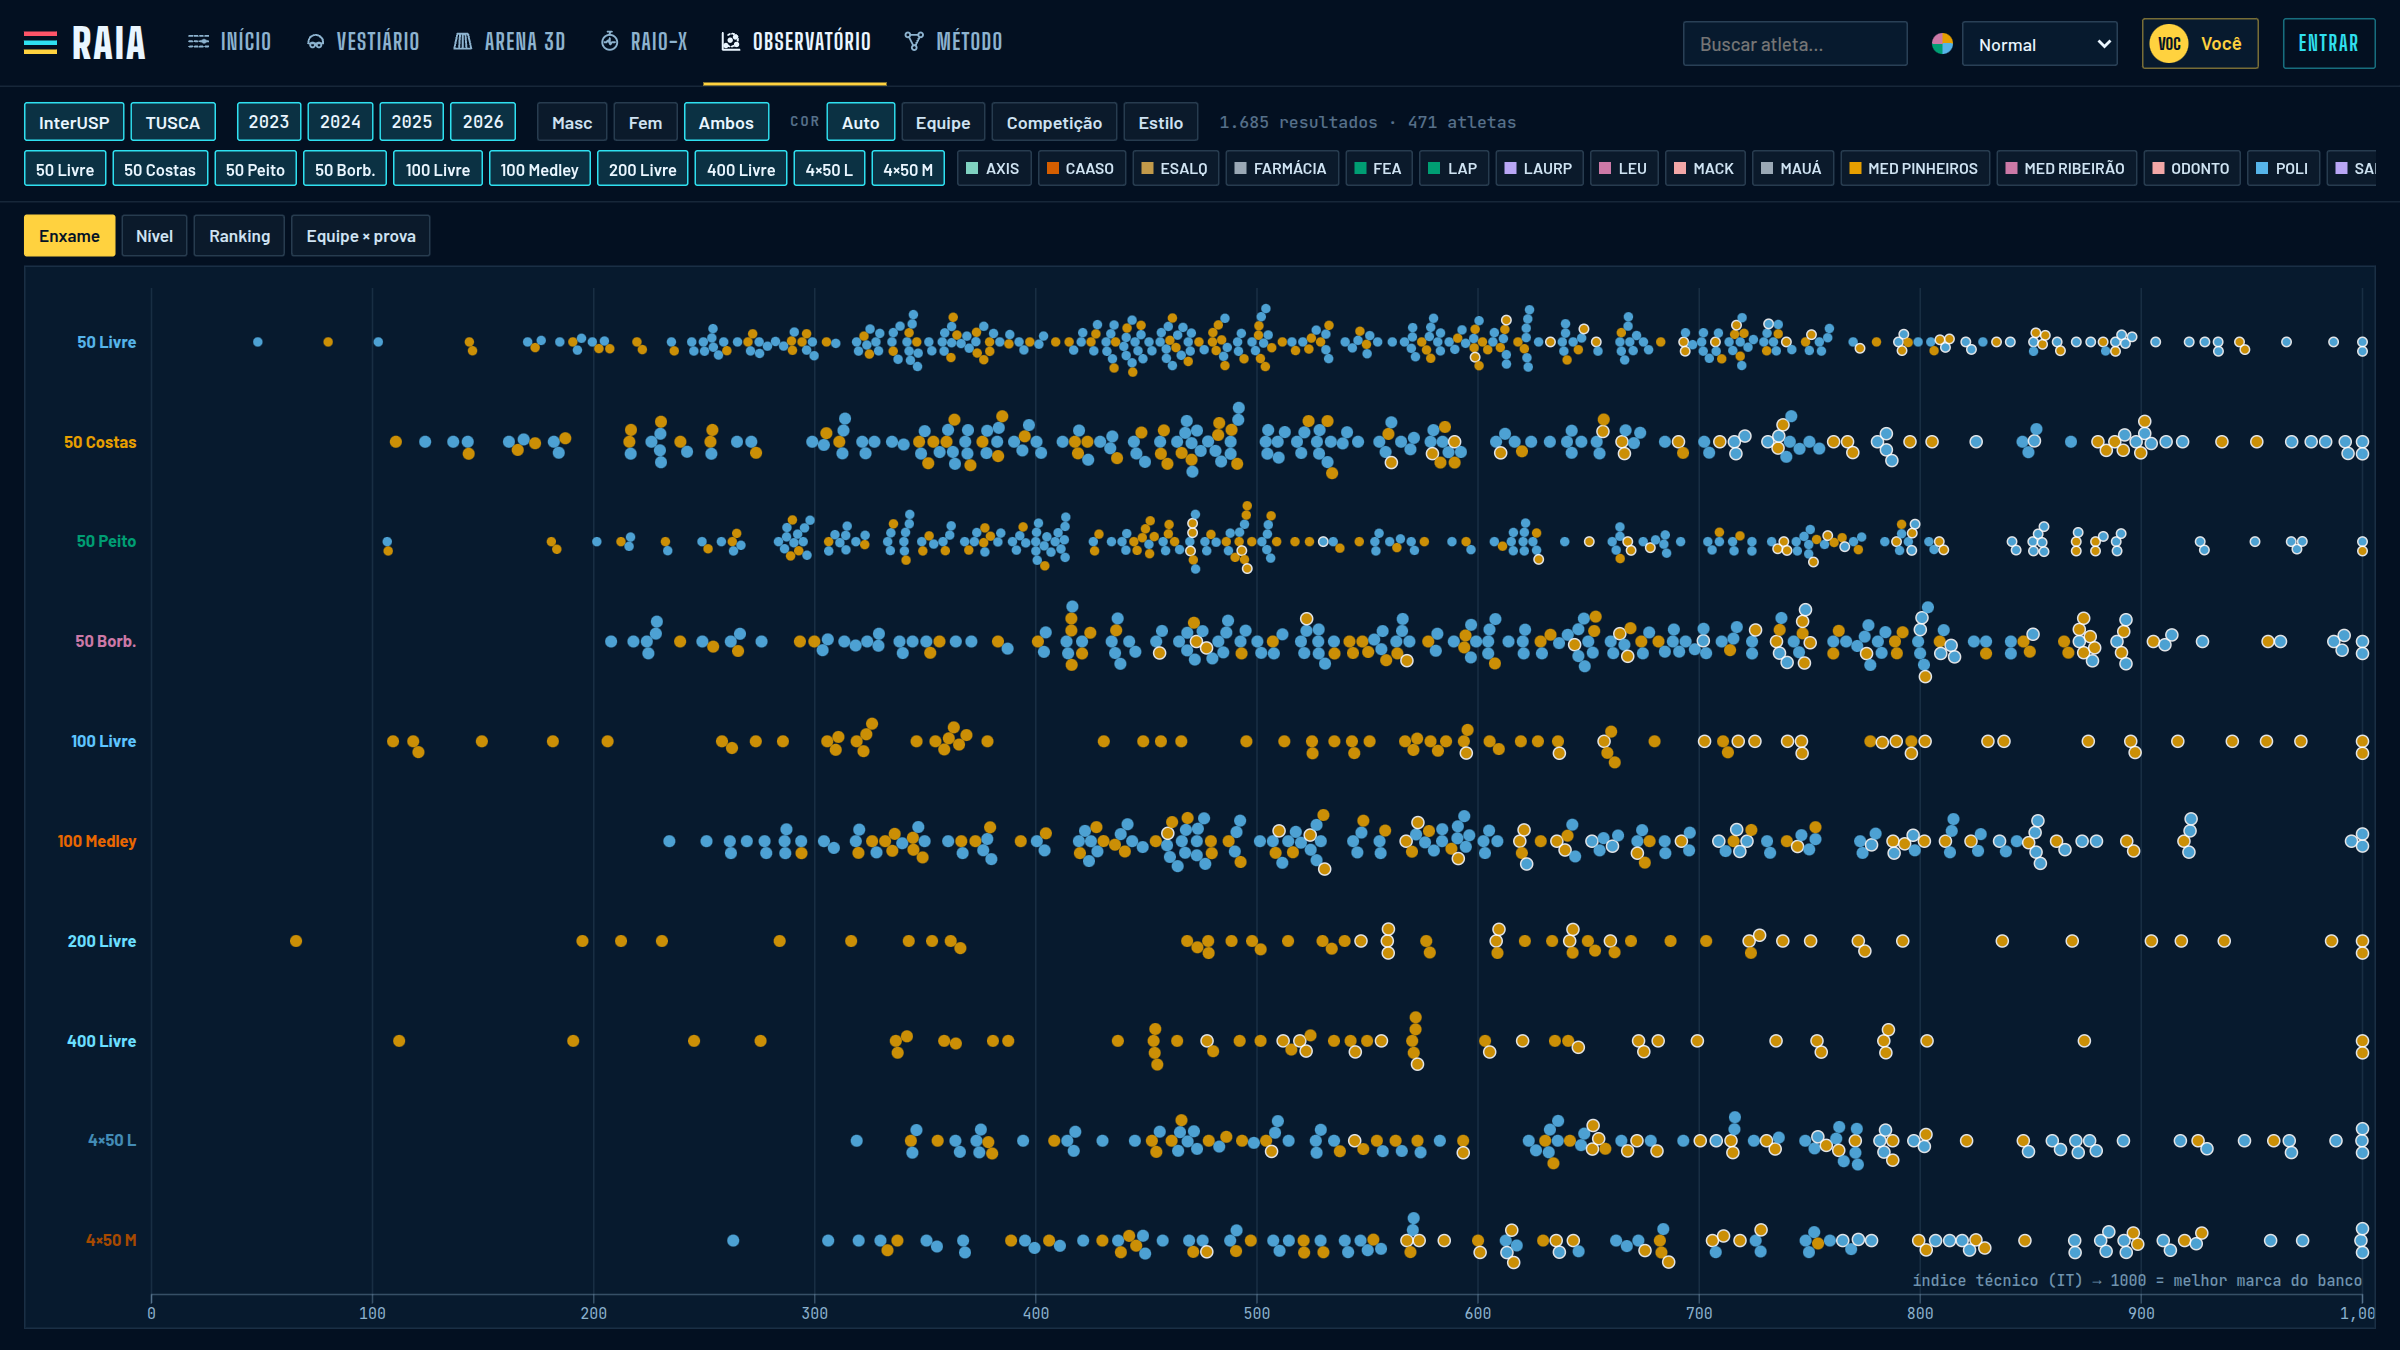 RAIA INÍCIO VESTIÁRIO ARENA 3D RAIO-X OBSERVATÓRIO MÉTODO Buscar atleta... Normal VOC Você ENTRAR
InterUSP TUSCA 2023 2024 2025 2026 Masc Fem Ambos COR Auto Equipe Competição Estilo 1.685 resultados · 471 atletas
50 Livre 50 Costas 50 Peito 50 Borb. 100 Livre 100 Medley 200 Livre 400 Livre 4×50 L 4×50 M AXIS CAASO ESALQ FARMÁCIA FEA LAP LAURP LEU MACK MAUÁ MED PINHEIROS MED RIBEIRÃO ODONTO POLI
Enxame Nível Ranking Equipe × prova
50 Livre
50 Costas
50 Peito
50 Borb.
100 Livre
100 Medley
200 Livre
400 Livre
4×50 L
4×50 M
índice técnico (IT) → 1000 = melhor marca do banco
0 100 200 300 400 500 600 700 800 900 1,00